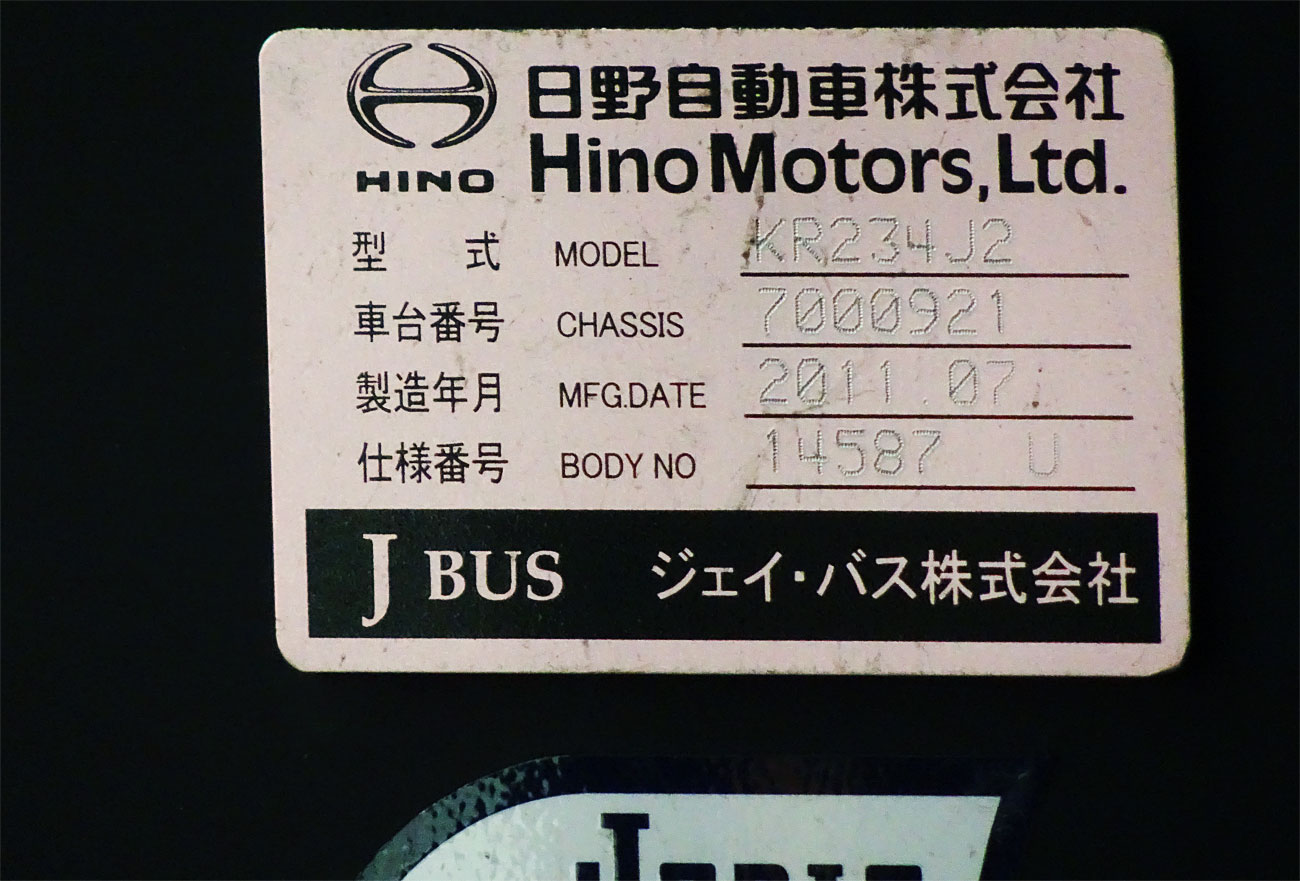 日野自動車株式会社
HINO Hino Motors, Ltd.
型 式 MODEL KR234J2
車台番号 CHASSIS 7000921
製造年月 MFG.DATE 2011.07
仕様番号 BODY NO 14587 U
J BUS ジェイ・バス株式会社